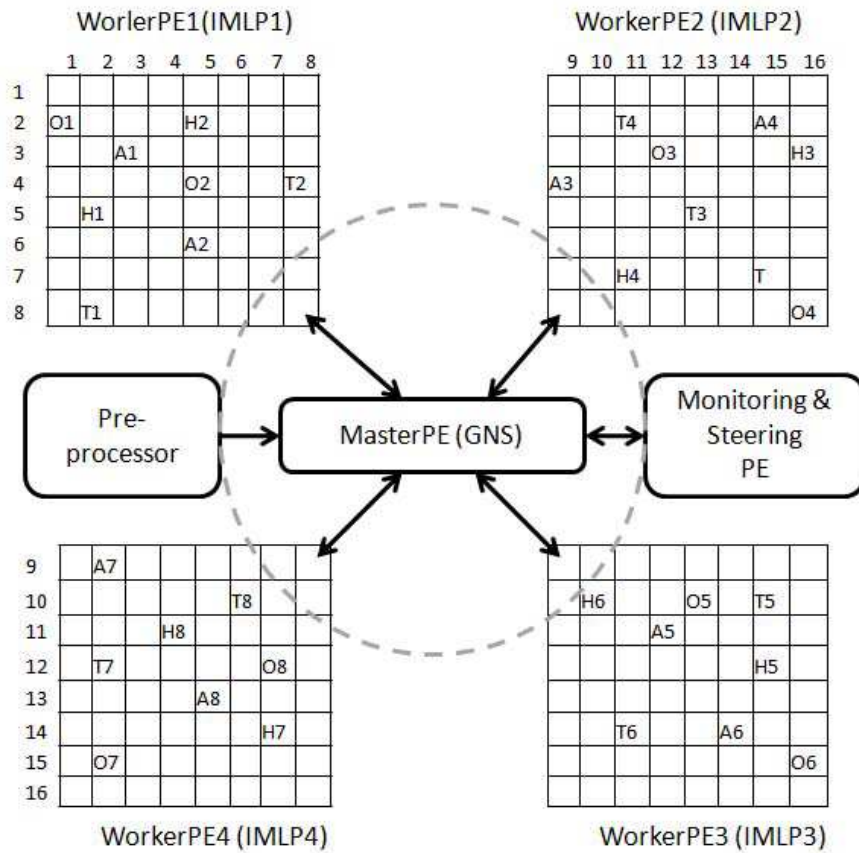 WorlerPE1(IMLP1) WorkerPE2 (IMLP2)
1 2 3 4 5 6 7 8 9 10 11 12 13 14 15 16
1
2 O1 H2 T4 A4
3 A1 O3 H3
4 O2 T2 A3
5 H1 T3
6 A2
7 H4 T
8 T1 O4
Pre-
processor
MasterPE (GNS)
Monitoring &
Steering
PE
9 A7
10 T8 H6 O5 T5
11 H8 A5
12 T7 O8 H5
13 A8
14 H7 T6 A6
15 O7 O6
16
WorkerPE4 (IMLP4) WorkerPE3 (IMLP3)